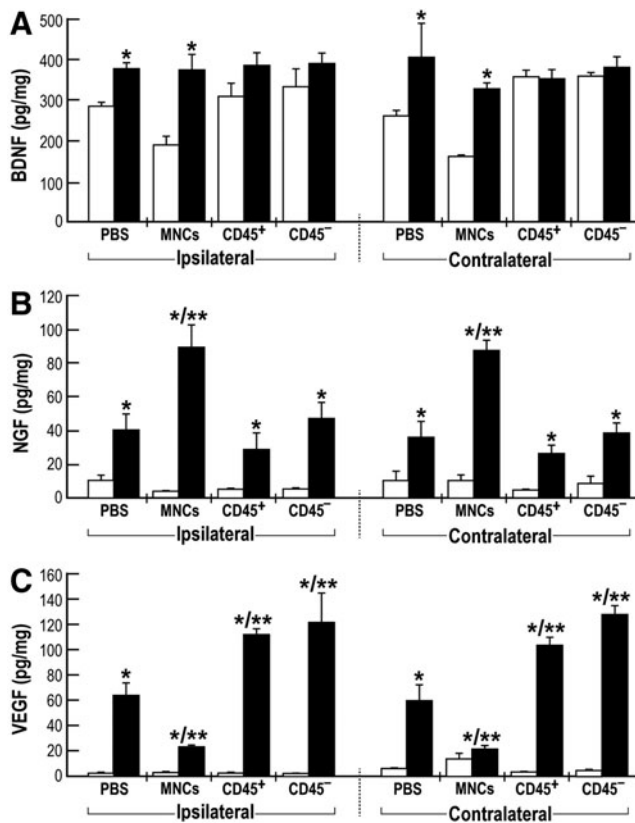 A
500
400
300
200
100
0
BDNF (pg/mg)
* * * *
PBS MNCs CD45+ CD45− PBS MNCs CD45+ CD45−
Ipsilateral Contralateral
B
120
100
80
60
40
20
0
NGF (pg/mg)
* */** * * * */** * *
PBS MNCs CD45+ CD45− PBS MNCs CD45+ CD45−
Ipsilateral Contralateral
C
160
140
120
100
80
60
40
20
0
VEGF (pg/mg)
* */** */** */** * */** */** */**
PBS MNCs CD45+ CD45− PBS MNCs CD45+ CD45−
Ipsilateral Contralateral